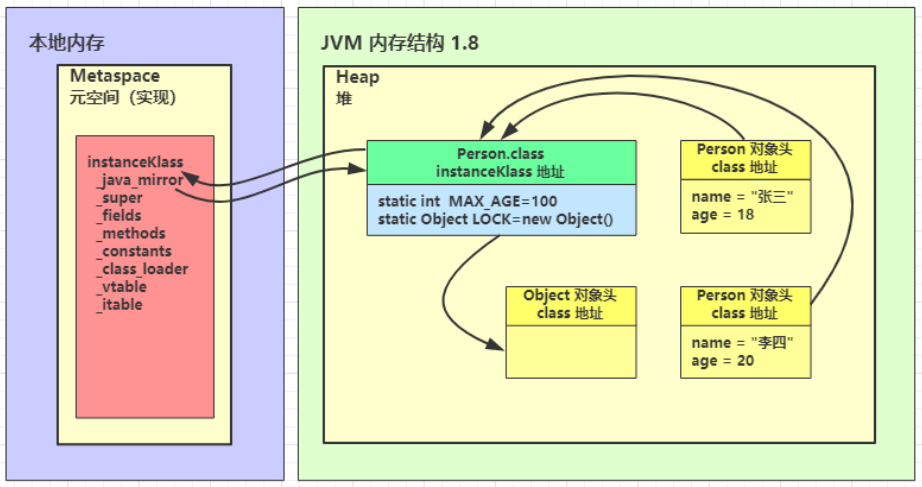 本地内存
Metaspace
元空间（实现）
instanceKlass
_java_mirror
_super
_fields
_methods
_constants
_class_loader
_vtable
_itable
JVM 内存结构 1.8
Heap
堆
Person.class
instanceKlass 地址
static int  MAX_AGE=100
static Object LOCK=new Object()
Person 对象头
class 地址
name = "张三"
age = 18
Object 对象头
class 地址
Person 对象头
class 地址
name = "李四"
age = 20